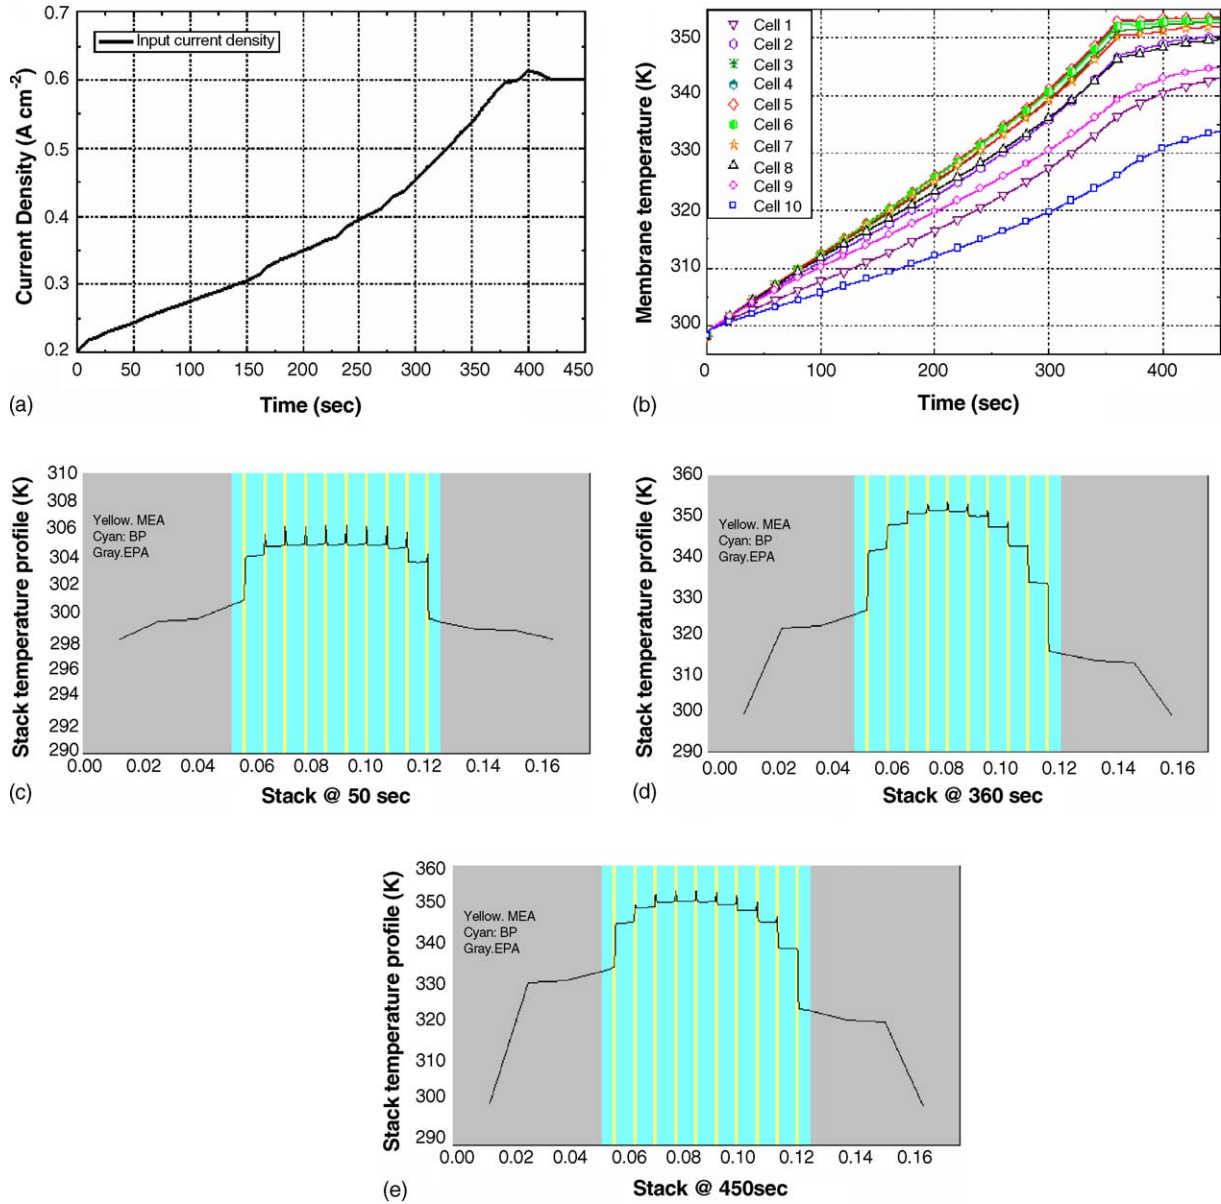 0.7
0.6
0.5
0.4
0.3
0.2
Current Density (A cm-2)
Input current density
0 50 100 150 200 250 300 350 400 450
Time (sec)
(a)
350
340
330
320
310
300
Membrane temperature (K)
Cell 1
Cell 2
Cell 3
Cell 4
Cell 5
Cell 6
Cell 7
Cell 8
Cell 9
Cell 10
0 100 200 300 400
Time (sec)
(b)
310
308
306
304
302
300
298
296
294
292
290
Stack temperature profile (K)
Yellow. MEA
Cyan: BP
Gray.EPA
0.00 0.02 0.04 0.06 0.08 0.10 0.12 0.14 0.16
Stack @ 50 sec
(c)
360
350
340
330
320
310
300
290
Stack temperature profile (K)
Yellow. MEA
Cyan: BP
Gray.EPA
0.00 0.02 0.04 0.06 0.08 0.10 0.12 0.14 0.16
Stack @ 360 sec
(d)
360
350
340
330
320
310
300
290
Stack temperature profile (K)
Yellow. MEA
Cyan: BP
Gray.EPA
0.00 0.02 0.04 0.06 0.08 0.10 0.12 0.14 0.16
Stack @ 450sec
(e)